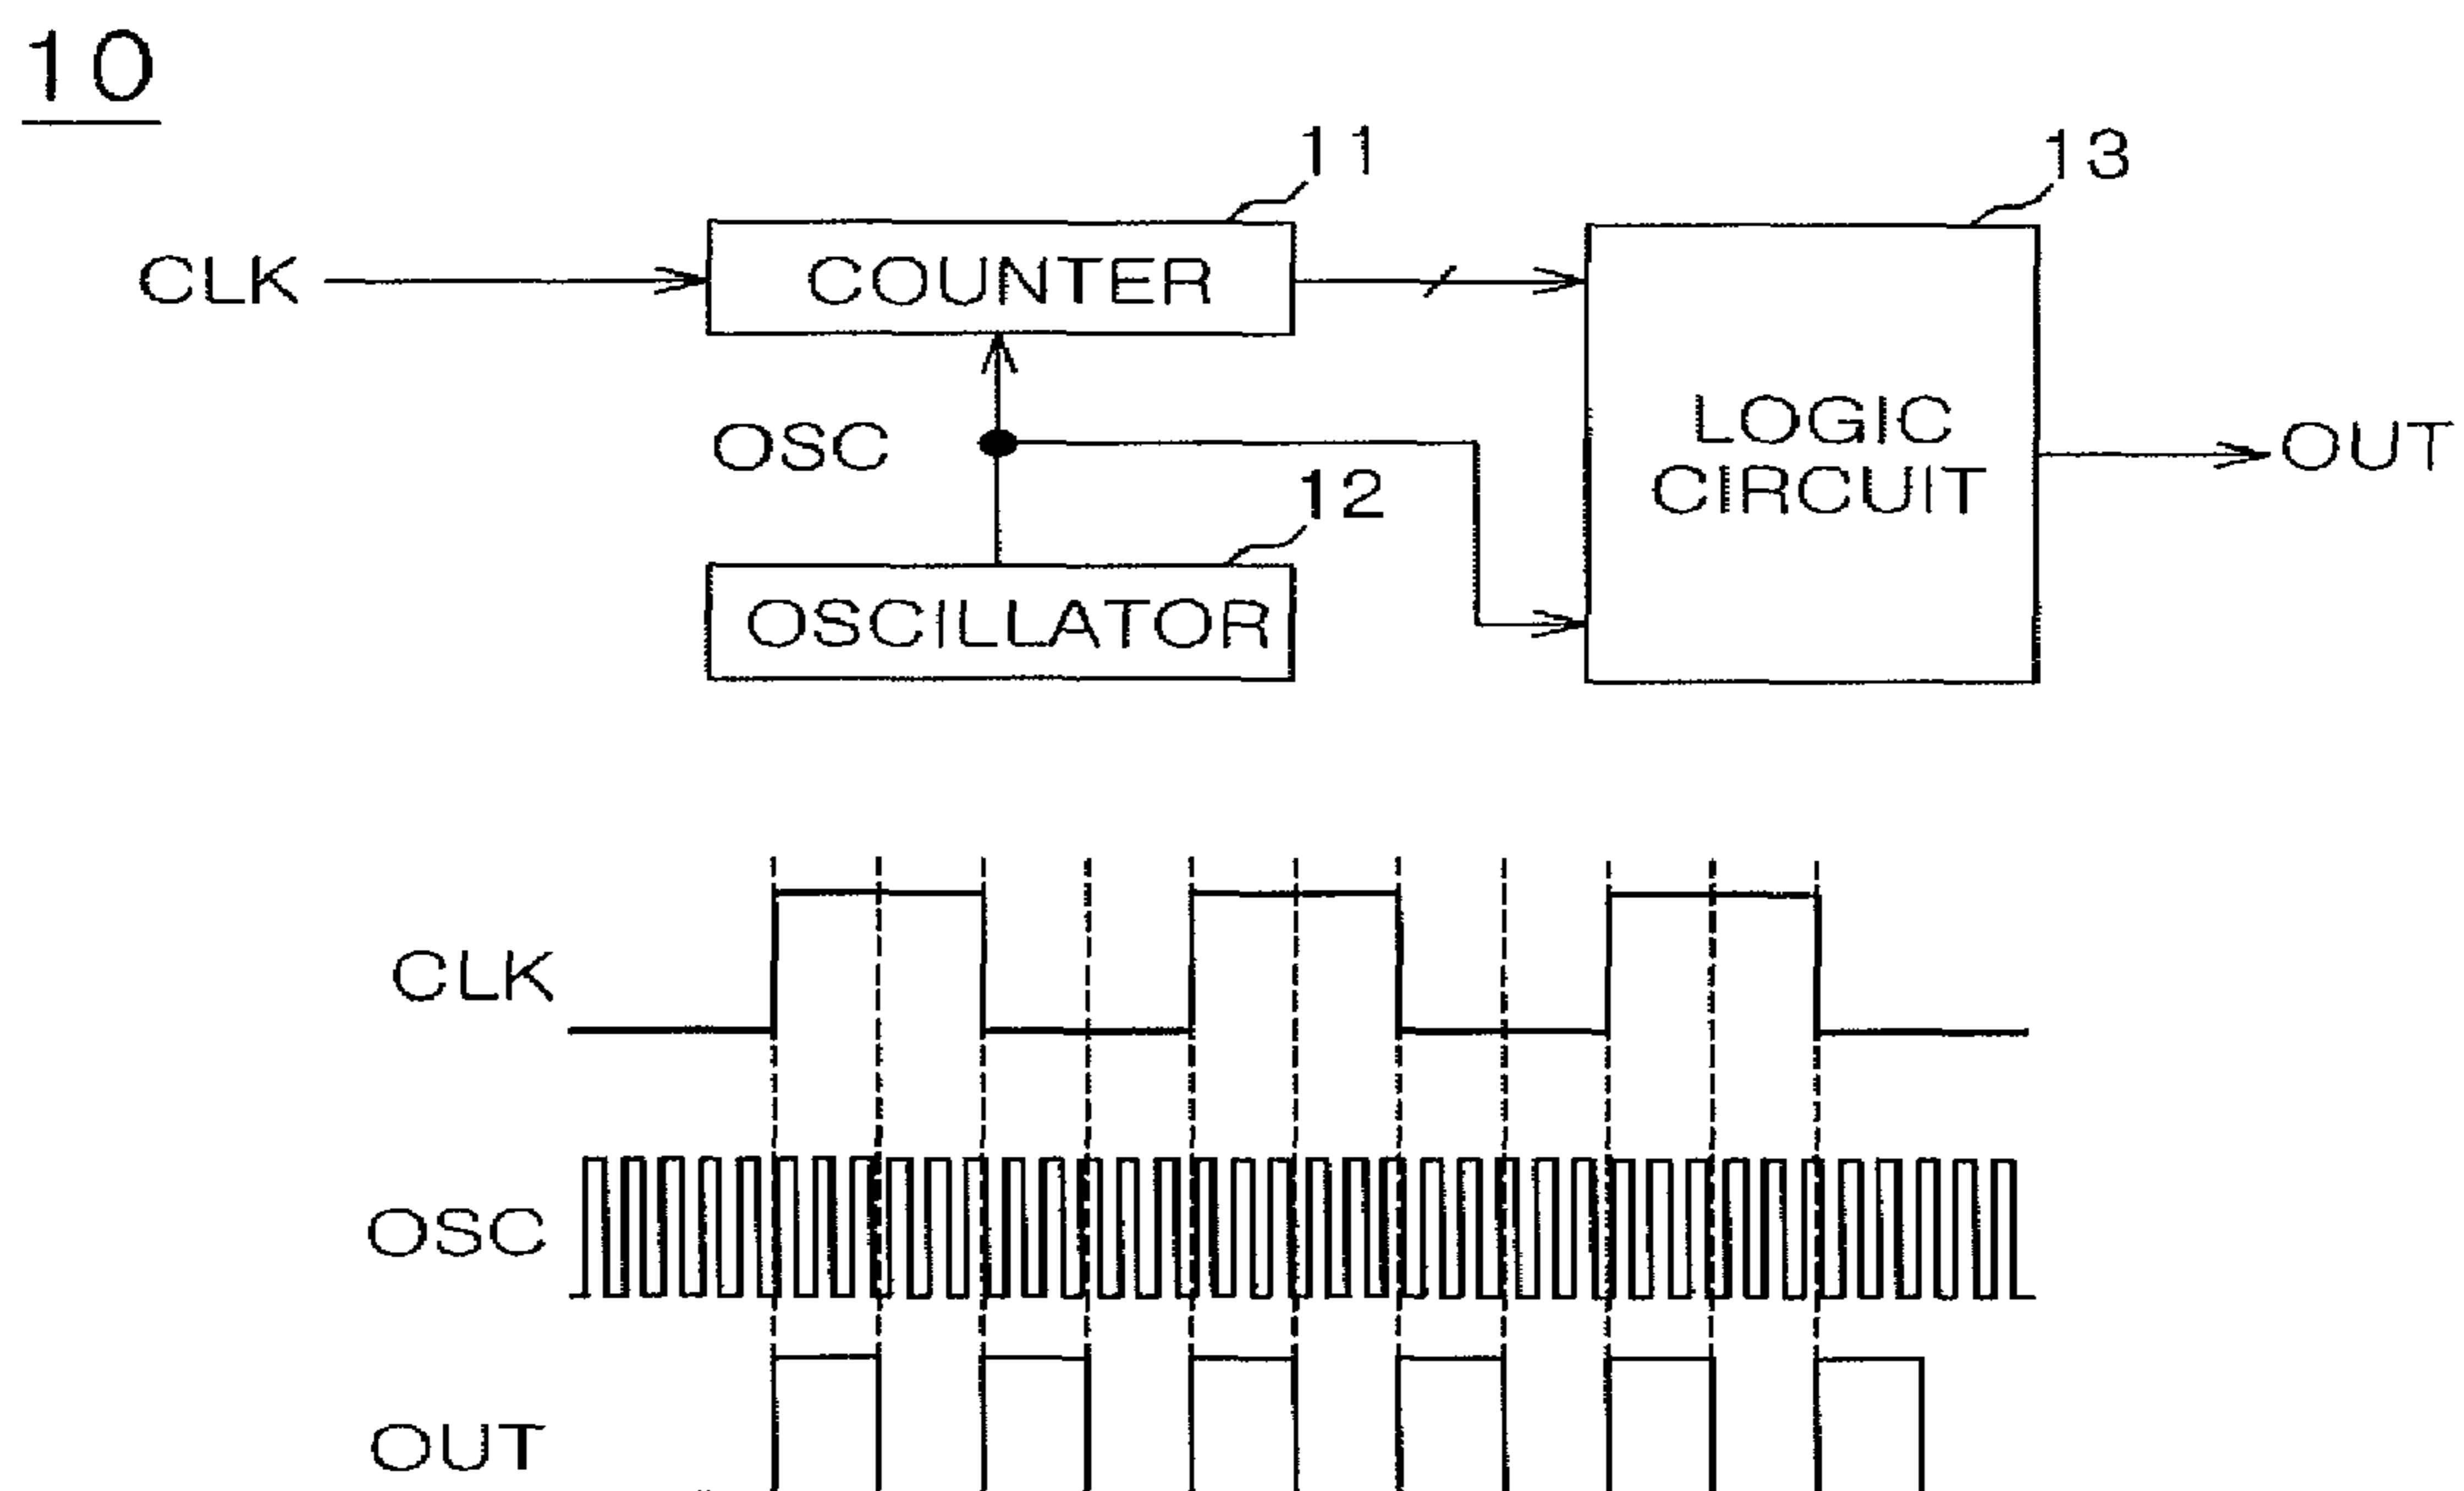 10
11
13
CLK
COUNTER
LOGIC
CIRCUIT
OSC
OUT
12
OSCILLATOR
CLK
OSC
OUT